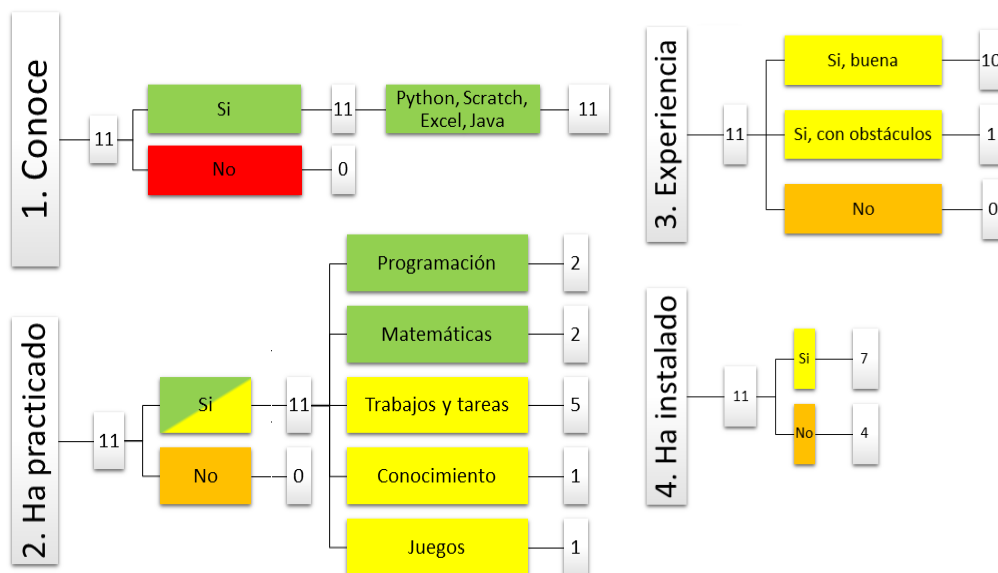 1. Conoce
11
Si
11
Python, Scratch,
Excel, Java
11
No
0
2. Ha practicado
11
Si
11
Programación
2
Matemáticas
2
Trabajos y tareas
5
Conocimiento
1
Juegos
1
No
0
3. Experiencia
11
Si, buena
10
Si, con obstáculos
1
No
0
4. Ha instalado
11
Si
7
No
4